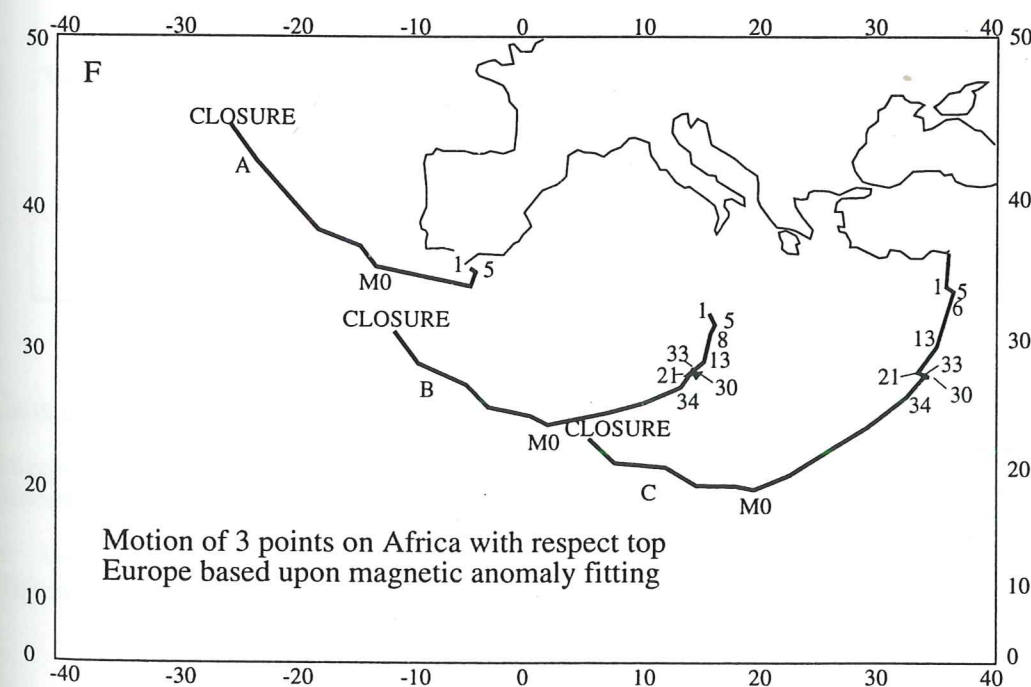 -40 -30 -20 -10 0 10 20 30 40
50 50
F
CLOSURE
A
40 40
1 5
M0
1 5
6
CLOSURE
1 5
30 8 13 30
33 13 33
21 30 21 30
B
34 34
M0 CLOSURE
20 C 20
M0
Motion of 3 points on Africa with respect top
Europe based upon magnetic anomaly fitting
10 10
0 0
-40 -30 -20 -10 0 10 20 30 40